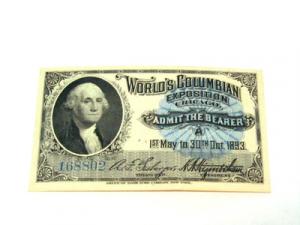 WORLD'S COLUMBIAN
EXPOSITION
CHICAGO,
ADMIT THE BEARER
A
1ST MAY TO 30TH OCT. 1893.
168802
PRESIDENT
AMERICAN BANK NOTE COMPANY, NEW YORK.